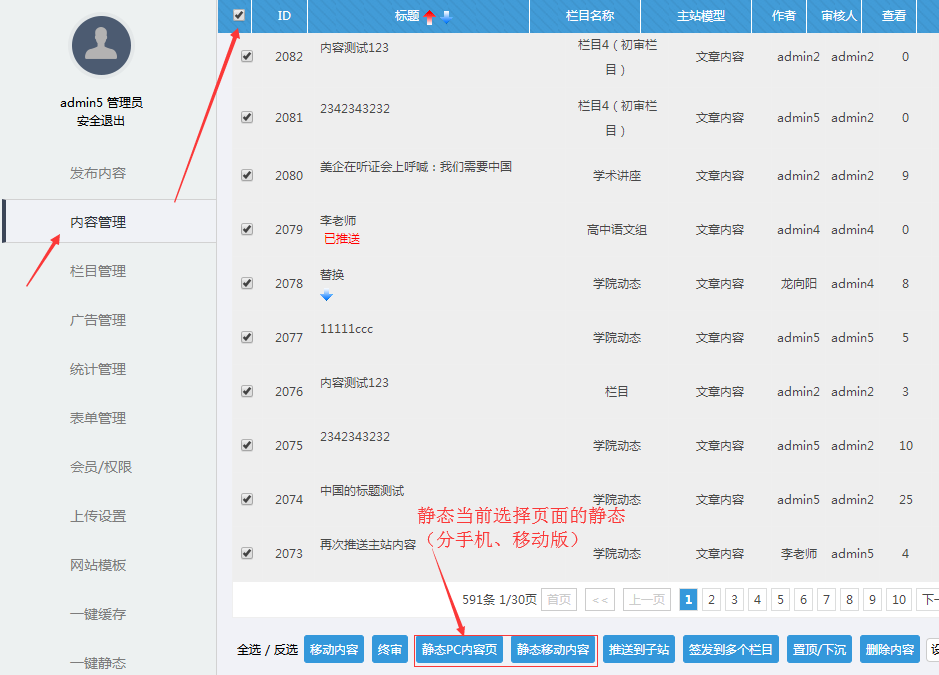 admin5 管理员
安全退出
发布内容
内容管理
栏目管理
广告管理
统计管理
表单管理
会员/权限
上传设置
网站模板
一键缓存
一键静态
ID 标题 栏目名称 主站模型 作者 审核人 查看
2082 内容测试123 栏目4（初审栏目） 文章内容 admin2 admin2 0
2081 2342343232 栏目4（初审栏目） 文章内容 admin5 admin2 0
2080 美企在听证会上呼喊：我们需要中国 学术讲座 文章内容 admin2 admin2 9
2079 李老师 高中语文组 文章内容 admin4 admin4 0
已推送
2078 替换 学院动态 文章内容 龙向阳 admin4 8
2077 11111ccc 学院动态 文章内容 admin5 admin5 5
2076 内容测试123 栏目 文章内容 admin2 admin2 3
2075 2342343232 学院动态 文章内容 admin5 admin2 10
2074 中国的标题测试 学院动态 文章内容 admin5 admin2 25
静态当前选择页面的静态
（分手机、移动版）
2073 再次推送主站内容 学院动态 文章内容 李老师 admin5 4
591条 1/30页 首页 << 上一页 1 2 3 4 5 6 7 8 9 10 下一
全选 / 反选 移动内容 终审 静态PC内容页 静态移动内容 推送到子站 签发到多个栏目 置顶/下沉 删除内容